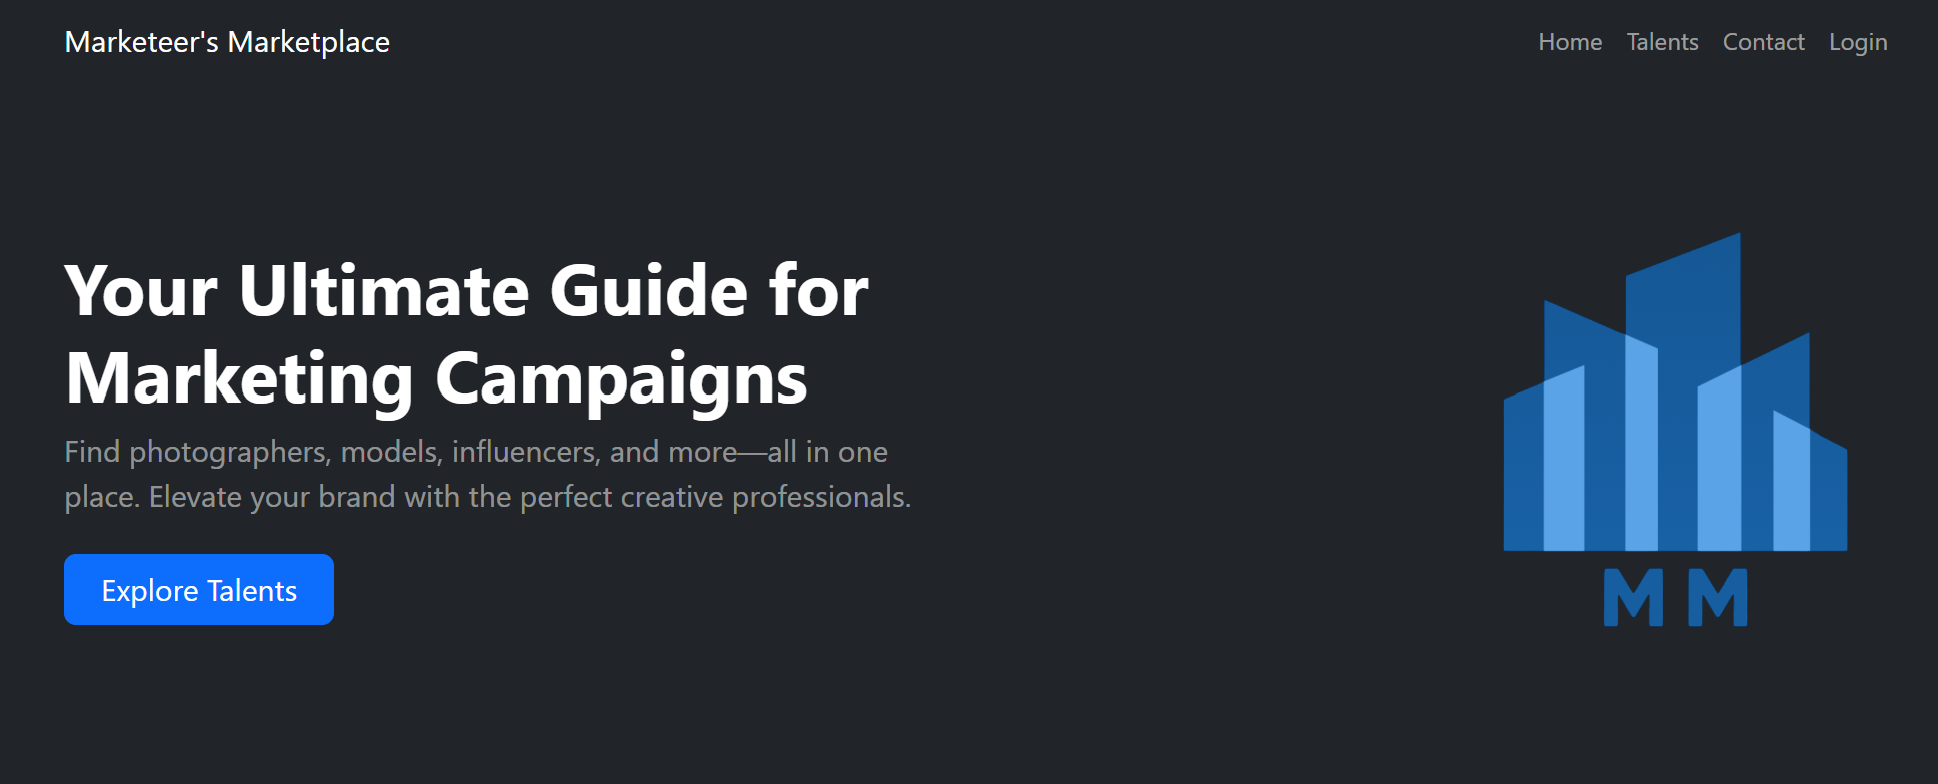 Marketeer's Marketplace
Home Talents Contact Login
Your Ultimate Guide for
Marketing Campaigns
Find photographers, models, influencers, and more—all in one
place. Elevate your brand with the perfect creative professionals.
Explore Talents
MM